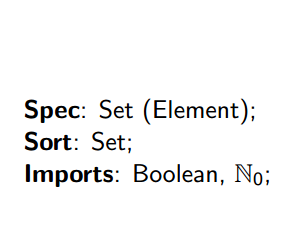 Spec: Set (Element);
Sort: Set;
Imports: Boolean, ℕ₀;